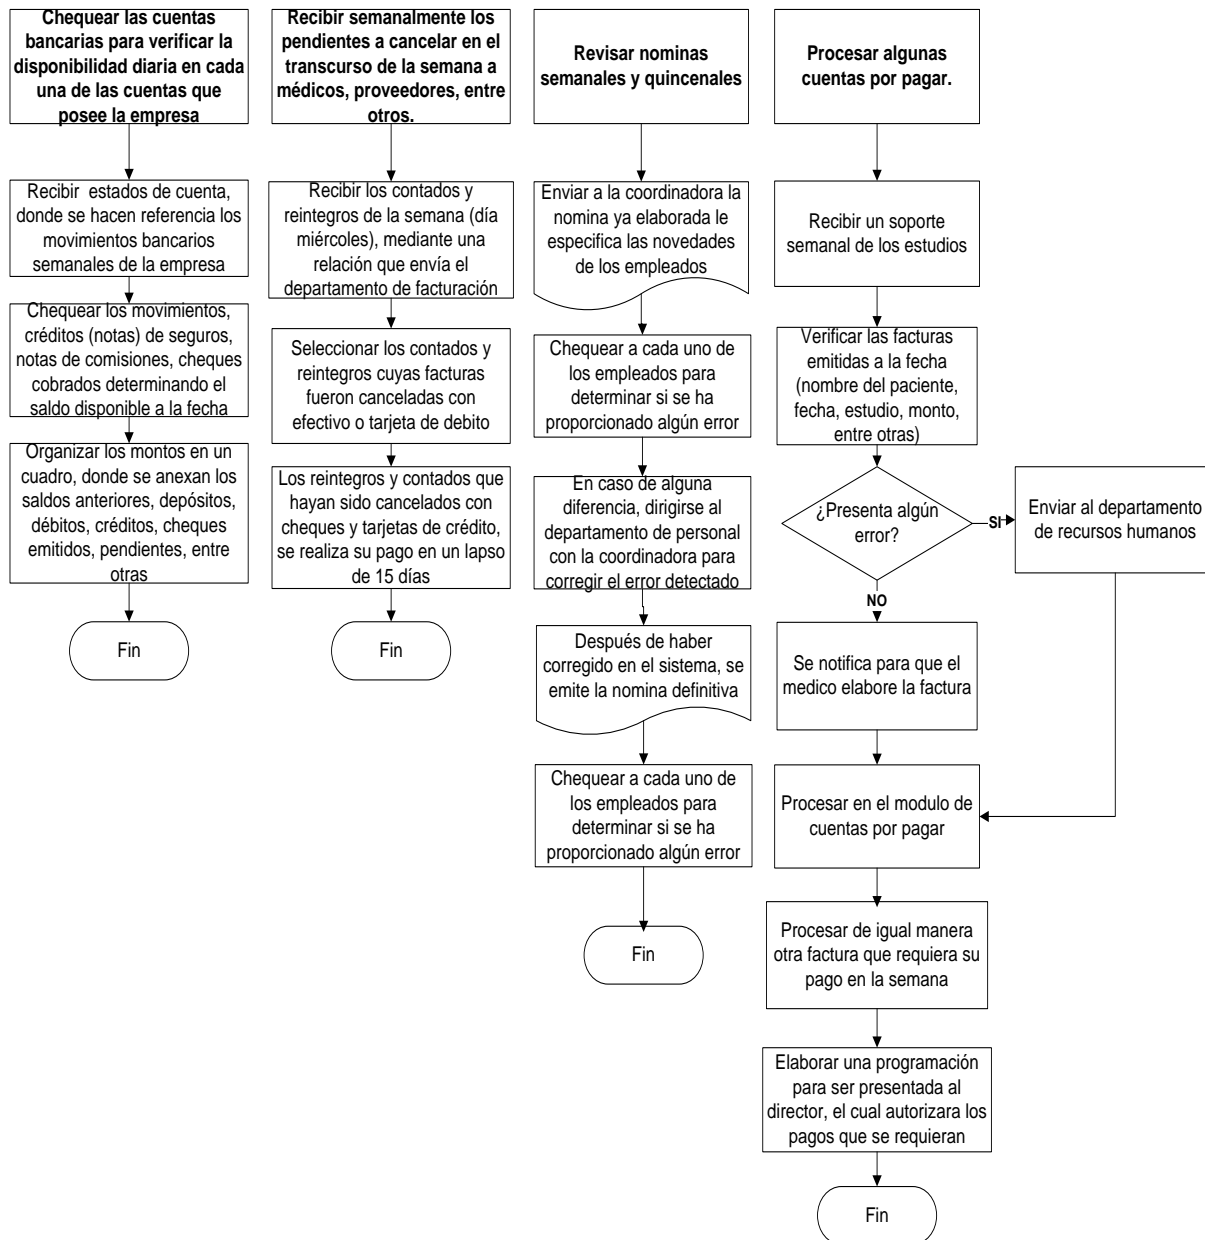 Chequear las cuentas
bancarias para verificar la
disponibilidad diaria en cada
una de las cuentas que
posee la empresa
Recibir estados de cuenta,
donde se hacen referencia los
movimientos bancarios
semanales de la empresa
Chequear los movimientos,
créditos (notas) de seguros,
notas de comisiones, cheques
cobrados determinando el
saldo disponible a la fecha
Organizar los montos en un
cuadro, donde se anexan los
saldos anteriores, depósitos,
débitos, créditos, cheques
emitidos, pendientes, entre
otras
Fin
Recibir semanalmente los
pendientes a cancelar en el
transcurso de la semana a
médicos, proveedores, entre
otros.
Recibir los contados y
reintegros de la semana (día
miércoles), mediante una
relación que envía el
departamento de facturación
Seleccionar los contados y
reintegros cuyas facturas
fueron canceladas con
efectivo o tarjeta de debito
Los reintegros y contados que
hayan sido cancelados con
cheques y tarjetas de crédito,
se realiza su pago en un lapso
de 15 días
Fin
Revisar nominas
semanales y quincenales
Enviar a la coordinadora la
nomina ya elaborada le
especifica las novedades
de los empleados
Chequear a cada uno de
los empleados para
determinar si se ha
proporcionado algún error
En caso de alguna
diferencia, dirigirse al
departamento de personal
con la coordinadora para
corregir el error detectado
Después de haber
corregido en el sistema, se
emite la nomina definitiva
Chequear a cada uno de
los empleados para
determinar si se ha
proporcionado algún error
Fin
Procesar algunas
cuentas por pagar.
Recibir un soporte
semanal de los estudios
Verificar las facturas
emitidas a la fecha
(nombre del paciente,
fecha, estudio, monto,
entre otras)
¿Presenta algún
error?
SI
Enviar al departamento
de recursos humanos
NO
Se notifica para que el
medico elabore la factura
Procesar en el modulo de
cuentas por pagar
Procesar de igual manera
otra factura que requiera su
pago en la semana
Elaborar una programación
para ser presentada al
director, el cual autorizara los
pagos que se requieran
Fin